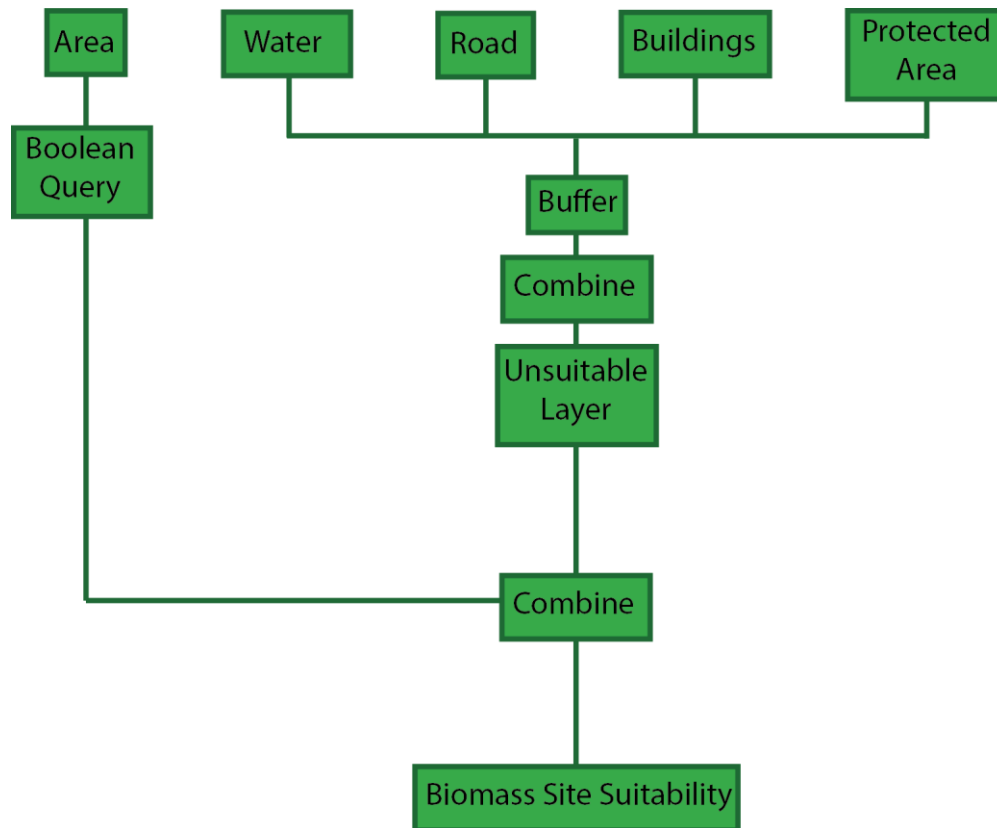 Area
Water
Road
Buildings
Protected
Area
Boolean
Query
Buffer
Combine
Unsuitable
Layer
Combine
Biomass Site Suitability